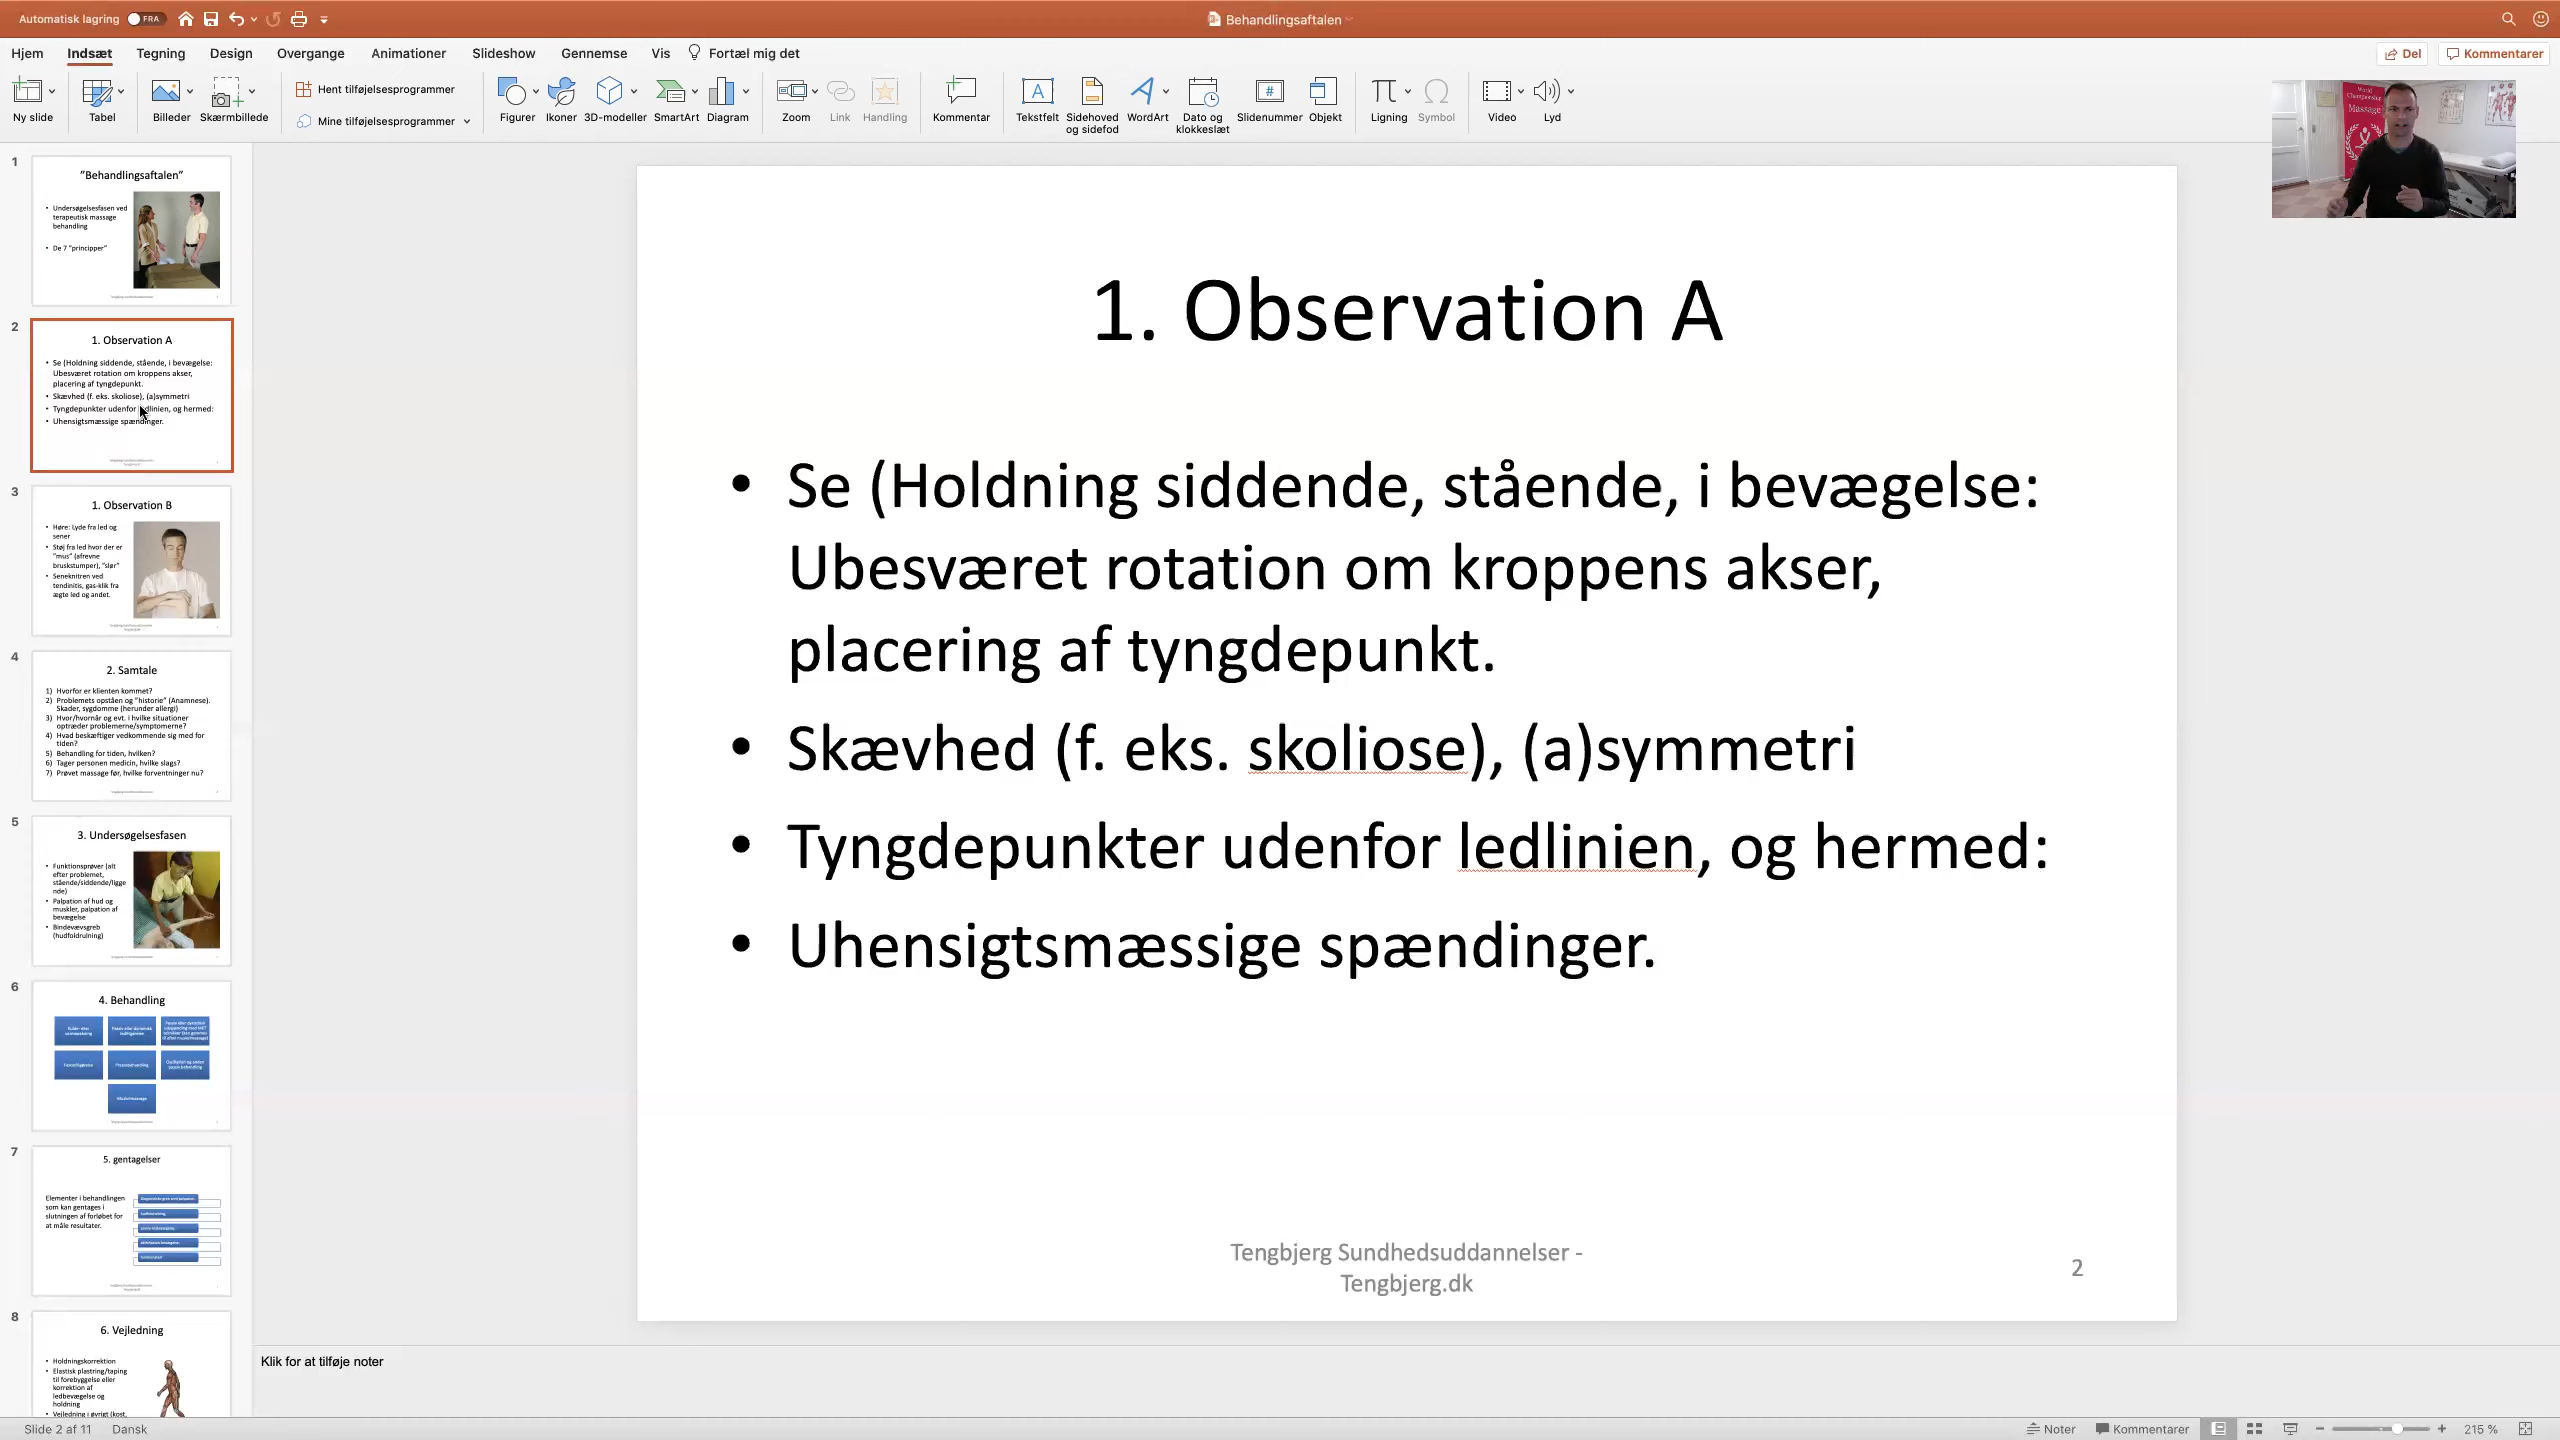 Automatisk lagring FRA
Behandlingsaftalen
Hjem Indsæt Tegning Design Overgange Animationer Slideshow Gennemse Vis Fortæl mig det
Del Kommentarer
Ny slide Tabel Billeder Skærmbillede
Hent tilføjelsesprogrammer
Mine tilføjelsesprogrammer
Figurer Ikoner 3D-modeller SmartArt Diagram
Zoom Link Handling
Kommentar
Tekstfelt Sidehoved og sidefod WordArt Dato og klokkeslæt Slidenummer Objekt
Ligning Symbol
Video Lyd
World
Championship
Massage
1
"Behandlingsaftalen"
• Undersøgelsesfasen ved
terapeutisk massage
behandling
• De 7 "principper"
2
1. Observation A
• Se (Holdning siddende, stående, i bevægelse:
Ubesværet rotation om kroppens akser,
placering af tyngdepunkt.
• Skævhed (f. eks. skoliose), (a)symmetri
• Tyngdepunkter udenfor ledlinien, og hermed:
• Uhensigtsmæssige spændinger.
3
1. Observation B
• Høre: Lyde fra led og
sener
• Støj fra led hvor der er
"mus" (afrevne
bruskstumper), "slør"
• Seneknitren ved
tendinitis, gas-klik fra
ægte led og andet.
4
2. Samtale
1) Hvorfor er klienten kommet?
2) Problemets opståen og "historie" (Anamnese).
Skader, sygdomme (herunder allergi)
3) Hvor/hvornår og evt. i hvilke situationer
optræder problemerne/symptomerne?
4) Hvad beskæftiger vedkommende sig med for
tiden?
5) Behandling for tiden, hvilken?
6) Tager personen medicin, hvilke slags?
7) Prøvet massage før, hvilke forventninger nu?
5
3. Undersøgelsesfasen
• Funktionsprøver (alt
efter problemet,
stående/siddende/ligge
nde)
• Palpation af hud og
muskler, palpation af
bevægelse
• Bindevævsgreb
(hudfoldrulning)
6
4. Behandling
7
5. gentagelser
Elementer i behandlingen
som kan gentages i
slutningen af forløbet for
at måle resultater.
8
6. Vejledning
• Holdningskorrektion
• Elastisk plastring/taping
til forebyggelse eller
korrektion af
ledbevægelse og
holdning
• Vejledning i øvrigt (kost,
1. Observation A
• Se (Holdning siddende, stående, i bevægelse:
Ubesværet rotation om kroppens akser,
placering af tyngdepunkt.
• Skævhed (f. eks. skoliose), (a)symmetri
• Tyngdepunkter udenfor ledlinien, og hermed:
• Uhensigtsmæssige spændinger.
Tengbjerg Sundhedsuddannelser -
Tengbjerg.dk
2
Klik for at tilføje noter
Slide 2 af 11 Dansk
Noter Kommentarer 215 %